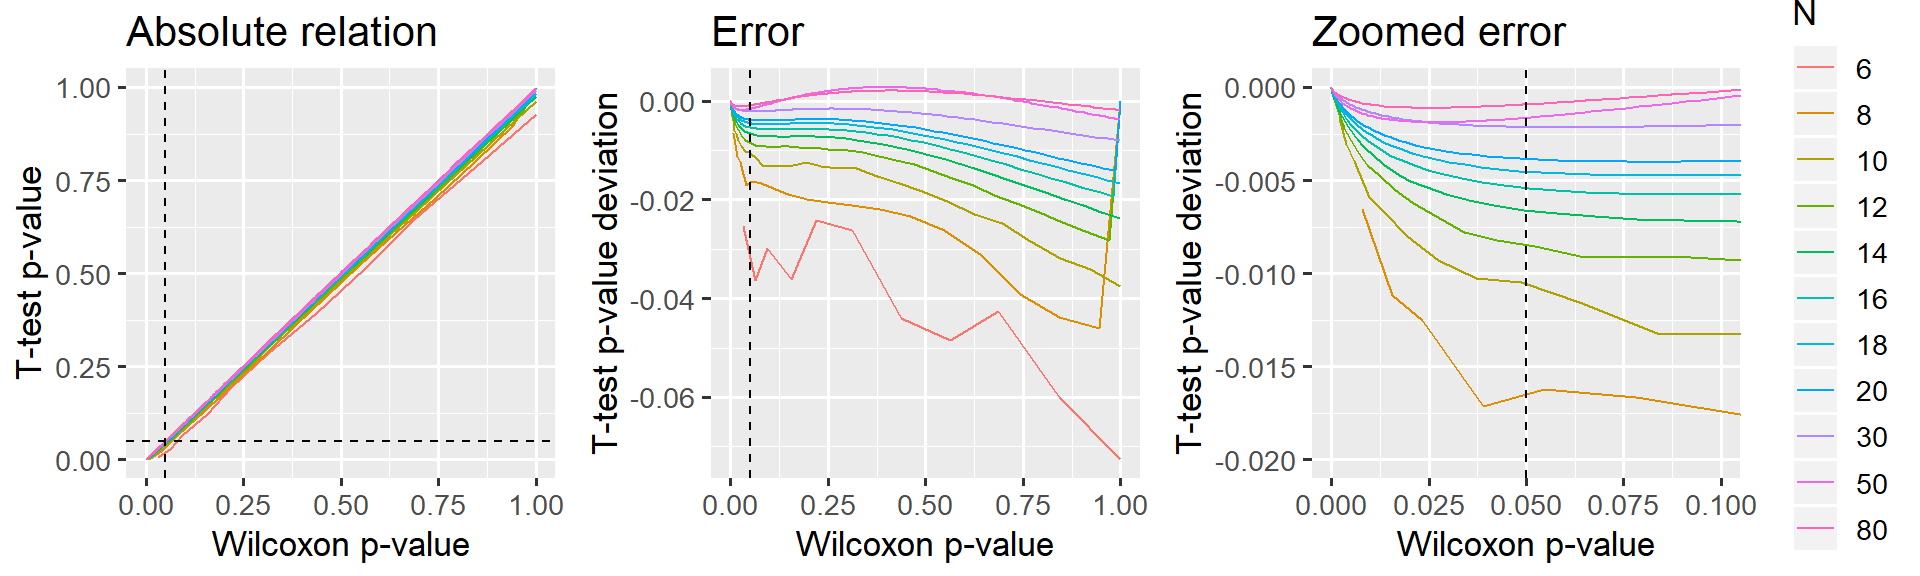 Absolute relation
T-test p-value
1.00
0.75
0.50
0.25
0.00
0.00 0.25 0.50 0.75 1.00
Wilcoxon p-value
Error
T-test p-value deviation
0.00
-0.02
-0.04
-0.06
0.00 0.25 0.50 0.75 1.00
Wilcoxon p-value
Zoomed error
T-test p-value deviation
0.000
-0.005
-0.010
-0.015
-0.020
0.000 0.025 0.050 0.075 0.100
Wilcoxon p-value
N
6
8
10
12
14
16
18
20
30
50
80